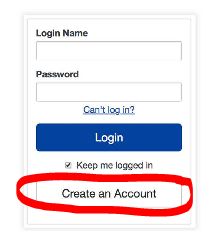 Login Name
Password
Can't log in?
Login
Keep me logged in
Create an Account